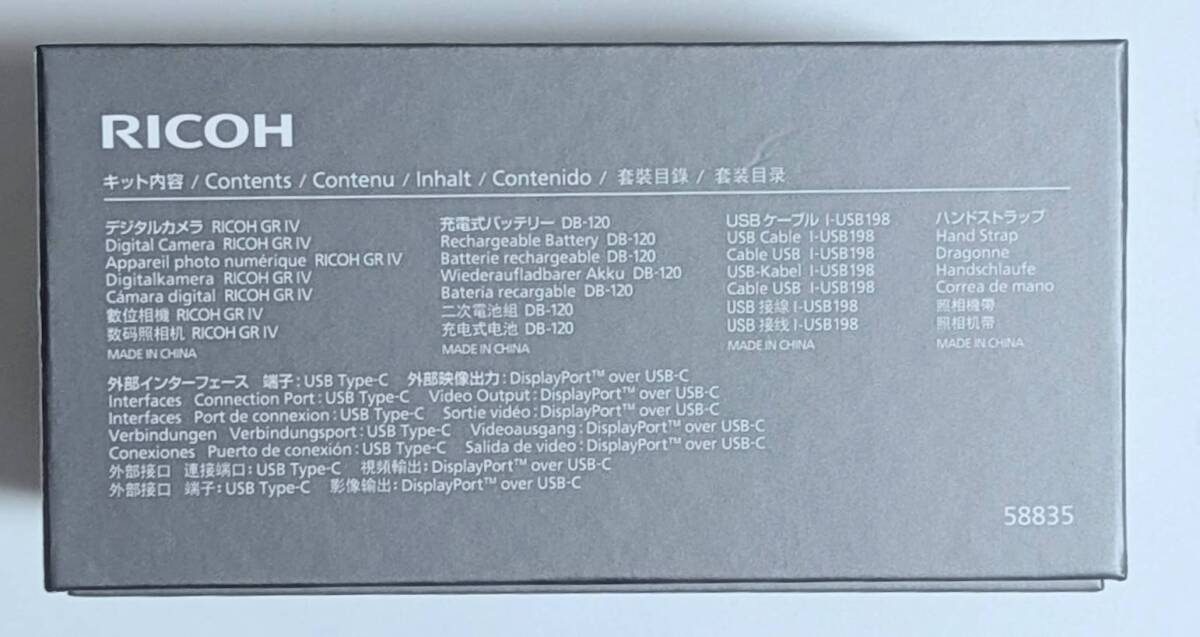 RICOH
キット内容 / Contents / Contenu / Inhalt / Contenido / 套裝目錄 / 套装目录
デジタルカメラ RICOH GR IV
Digital Camera RICOH GR IV
Appareil photo numérique RICOH GR IV
Digitalkamera RICOH GR IV
Cámara digital RICOH GR IV
數位相機 RICOH GR IV
数码照相机 RICOH GR IV
MADE IN CHINA
充電式バッテリー DB-120
Rechargeable Battery DB-120
Batterie rechargeable DB-120
Wiederaufladbarer Akku DB-120
Batería recargable DB-120
二次電池組 DB-120
充电式电池 DB-120
MADE IN CHINA
USBケーブル I-USB198
USB Cable I-USB198
Cable USB I-USB198
USB-Kabel I-USB198
Cable USB I-USB198
USB 接線 I-USB198
USB 接线 I-USB198
MADE IN CHINA
ハンドストラップ
Hand Strap
Dragonne
Handschlaufe
Correa de mano
照相機帶
照相机带
MADE IN CHINA
外部インターフェース 端子：USB Type-C 外部映像出力：DisplayPort™ over USB-C
Interfaces Connection Port：USB Type-C Video Output：DisplayPort™ over USB-C
Interfaces Port de connexion：USB Type-C Sortie vidéo：DisplayPort™ over USB-C
Verbindungen Verbindungsport：USB Type-C Videoausgang：DisplayPort™ over USB-C
Conexiones Puerto de conexión：USB Type-C Salida de video：DisplayPort™ over USB-C
外部接口 連接端口：USB Type-C 視頻輸出：DisplayPort™ over USB-C
外部接口 端子：USB Type-C 影像输出：DisplayPort™ over USB-C
58835